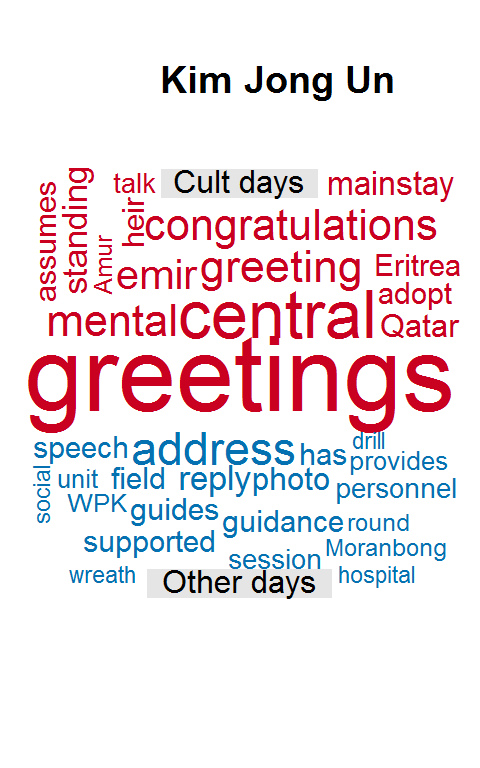 Kim Jong Un
talk Cult days mainstay
assumes standing Amur heir congratulations
emir greeting Eritrea
adopt
mental central Qatar
greetings
speech address has drill
provides
social unit field reply photo personnel
WPK guides guidance round
supported session Moranbong
wreath Other days hospital